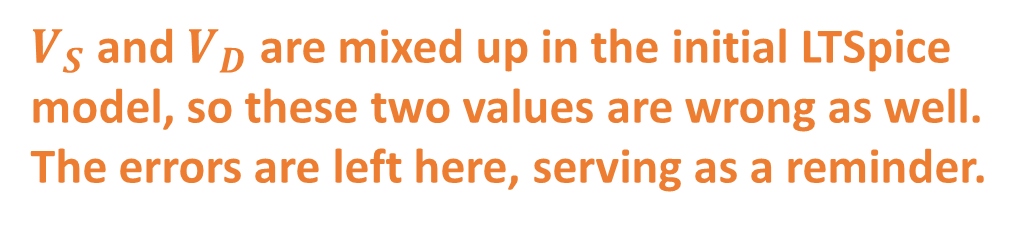 V_S and V_D are mixed up in the initial LTSpice
model, so these two values are wrong as well.
The errors are left here, serving as a reminder.